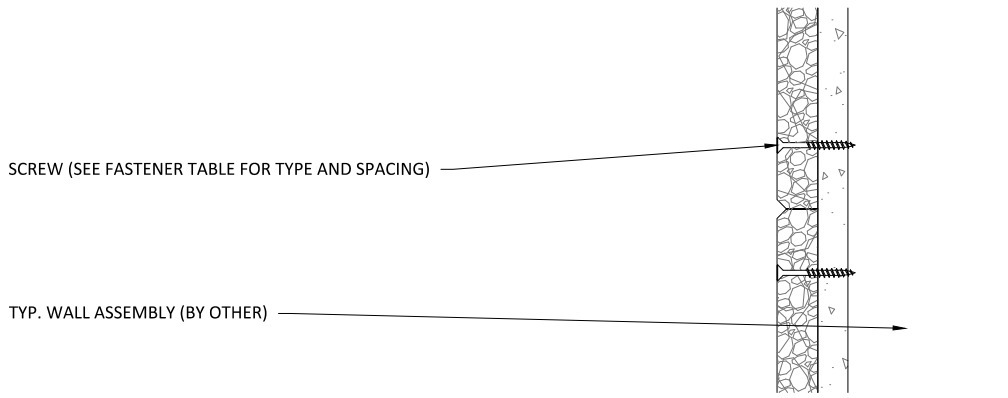 SCREW (SEE FASTENER TABLE FOR TYPE AND SPACING)
TYP. WALL ASSEMBLY (BY OTHER)